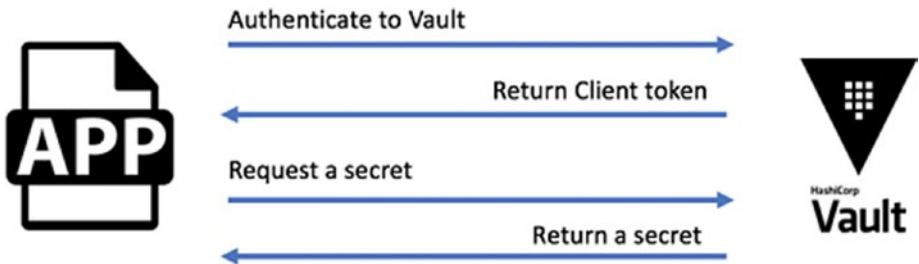 Authenticate to Vault
Return Client token
APP
Request a secret
HashiCorp
Vault
Return a secret